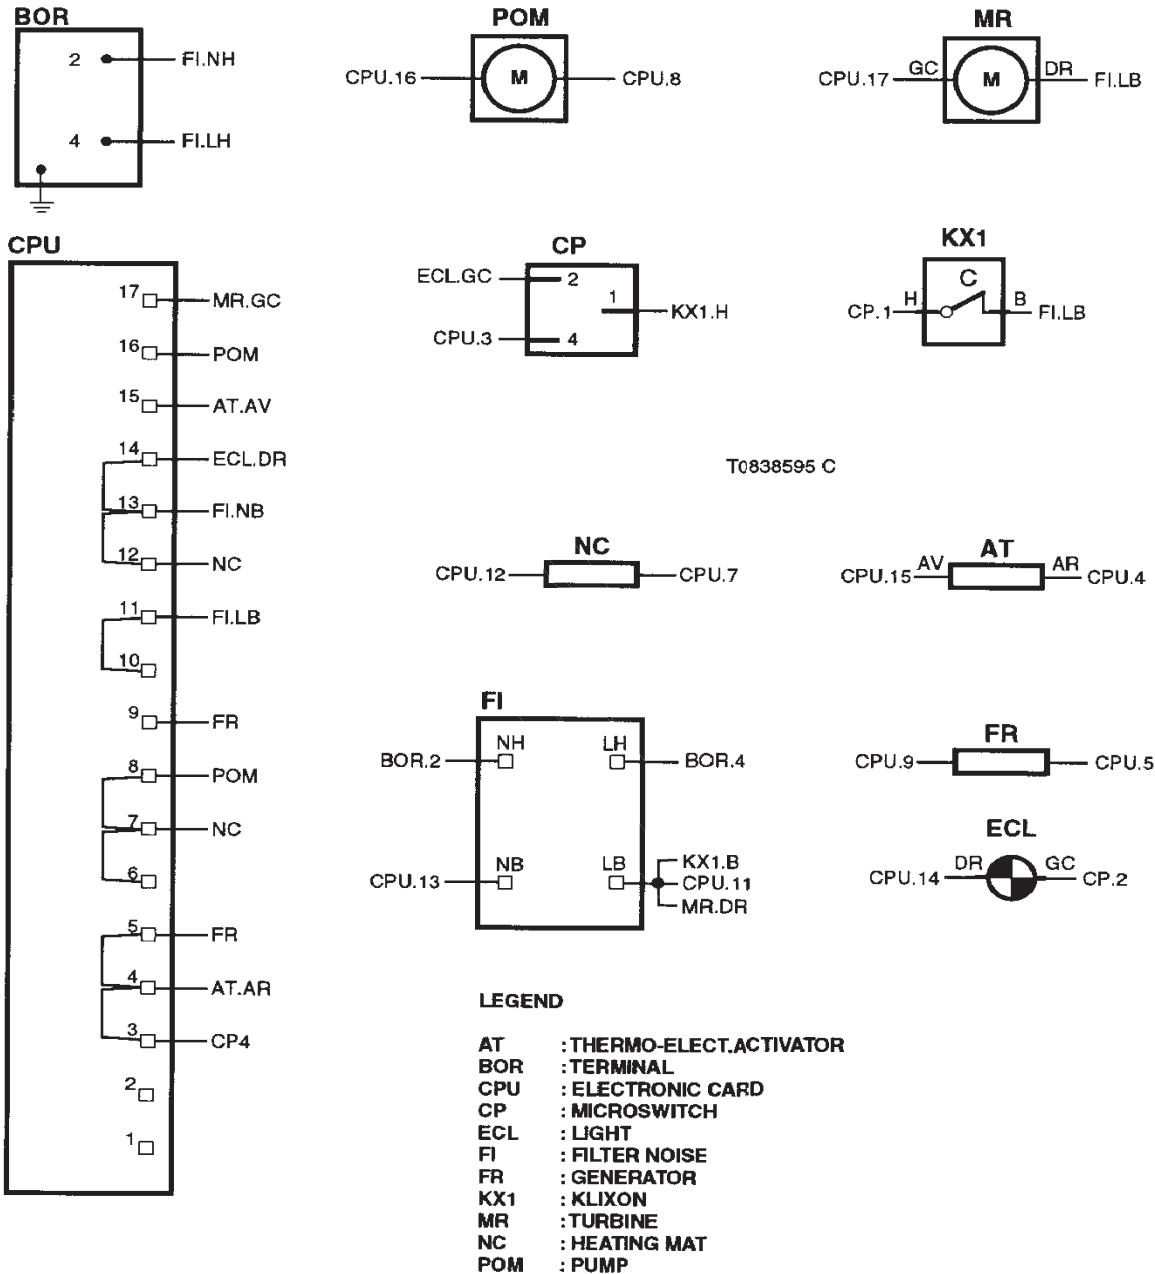 BOR
2 FI.NH
4 FI.LH
POM
CPU.16 M CPU.8
MR
CPU.17 GC M DR FI.LB
CPU
17 MR.GC
16 POM
15 AT.AV
14 ECL.DR
13 FI.NB
12 NC
11 FI.LB
10
9 FR
8 POM
7 NC
6
5 FR
4 AT.AR
3 CP4
2
1
CP
ECL.GC 2
1 KX1.H
CPU.3 4
KX1
C
CP.1 H B FI.LB
T0838595 C
NC
CPU.12 CPU.7
AT
CPU.15 AV AR CPU.4
FI
NH LH
BOR.2 BOR.4
NB LB KX1.B
CPU.13 CPU.11
MR.DR
FR
CPU.9 CPU.5
ECL
CPU.14 DR GC CP.2
LEGEND
AT : THERMO-ELECT.ACTIVATOR
BOR : TERMINAL
CPU : ELECTRONIC CARD
CP : MICROSWITCH
ECL : LIGHT
FI : FILTER NOISE
FR : GENERATOR
KX1 : KLIXON
MR : TURBINE
NC : HEATING MAT
POM : PUMP